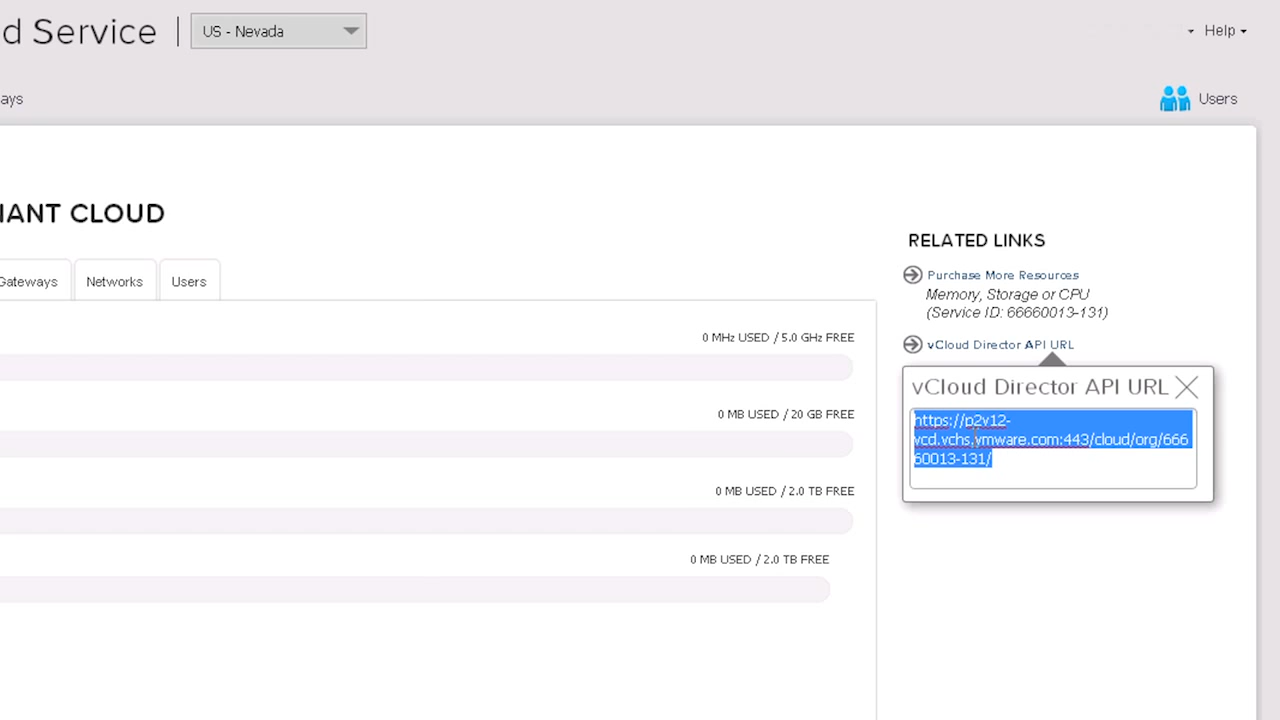 d Service
US - Nevada
Help
ays
Users
IANT CLOUD
Gateways
Networks
Users
0 MHz USED / 5.0 GHz FREE
0 MB USED / 20 GB FREE
0 MB USED / 2.0 TB FREE
0 MB USED / 2.0 TB FREE
RELATED LINKS
Purchase More Resources
Memory, Storage or CPU
(Service ID: 66660013-131)
vCloud Director API URL
vCloud Director API URL
https://p2v12-
vcd.vchs.vmware.com:443/cloud/org/666
60013-131/